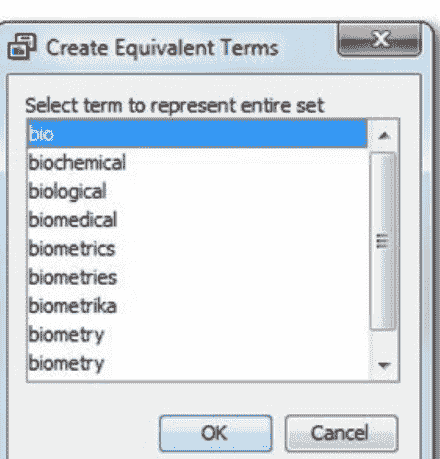 Create Equivalent Terms
Select term to represent entire set
bio
biochemical
biological
biomedical
biometrics
biometries
biometrika
biometry
biometry
OK Cancel